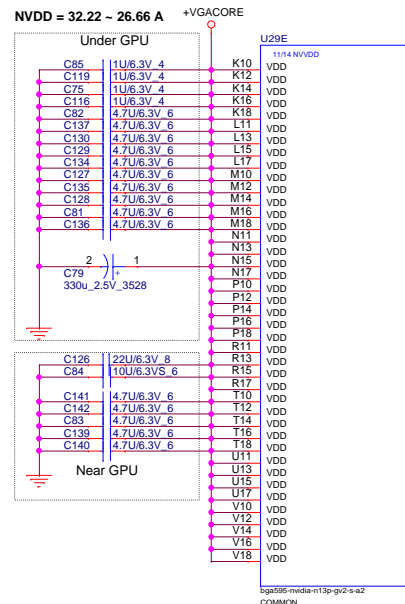 NVDD = 32.22 ~ 26.66 A
+VGACORE
Under GPU
U29E
11/14 NVVDD
C85 1U/6.3V_4 K10 VDD
C119 1U/6.3V_4 K12 VDD
C75 1U/6.3V_4 K14 VDD
C116 1U/6.3V_4 K16 VDD
C82 4.7U/6.3V_6 K18 VDD
C137 4.7U/6.3V_6 L11 VDD
C130 4.7U/6.3V_6 L13 VDD
C129 4.7U/6.3V_6 L15 VDD
C134 4.7U/6.3V_6 L17 VDD
C127 4.7U/6.3V_6 M10 VDD
C135 4.7U/6.3V_6 M12 VDD
C128 4.7U/6.3V_6 M14 VDD
C81 4.7U/6.3V_6 M16 VDD
C136 4.7U/6.3V_6 M18 VDD
N11 VDD
N13 VDD
2 + 1 N15 VDD
C79 N17 VDD
330u_2.5V_3528 P10 VDD
P12 VDD
P14 VDD
P16 VDD
P18 VDD
R11 VDD
C126 22U/6.3V_8 R13 VDD
C84 10U/6.3VS_6 R15 VDD
R17 VDD
C141 4.7U/6.3V_6 T10 VDD
C142 4.7U/6.3V_6 T12 VDD
C83 4.7U/6.3V_6 T14 VDD
C139 4.7U/6.3V_6 T16 VDD
C140 4.7U/6.3V_6 T18 VDD
U11 VDD
Near GPU U13 VDD
U15 VDD
U17 VDD
V10 VDD
V12 VDD
V14 VDD
V16 VDD
V18 VDD
bga595-nvidia-n13p-gv2-s-a2
COMMON